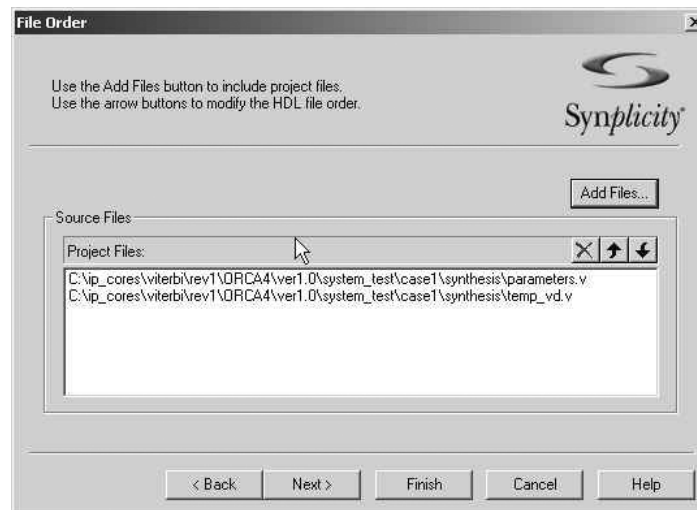 File Order
Use the Add Files button to include project files.
Use the arrow buttons to modify the HDL file order.
Synplicity®
Add Files...
Source Files
Project Files:
C:\ip_cores\viterbi\rev1\ORCA4\ver1.0\system_test\case1\synthesis\parameters.v
C:\ip_cores\viterbi\rev1\ORCA4\ver1.0\system_test\case1\synthesis\temp_vd.v
< Back
Next >
Finish
Cancel
Help